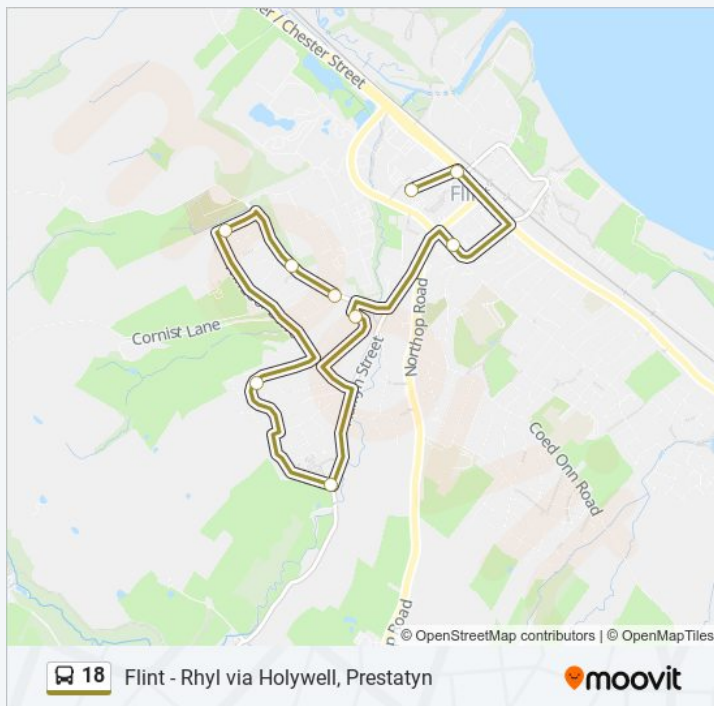 er / Chester Street
Flint
Northop Road
Cornist Lane
Coed Onn Road
p Road
© OpenStreetMap contributors | © OpenMapTiles
18 Flint - Rhyl via Holywell, Prestatyn moovit